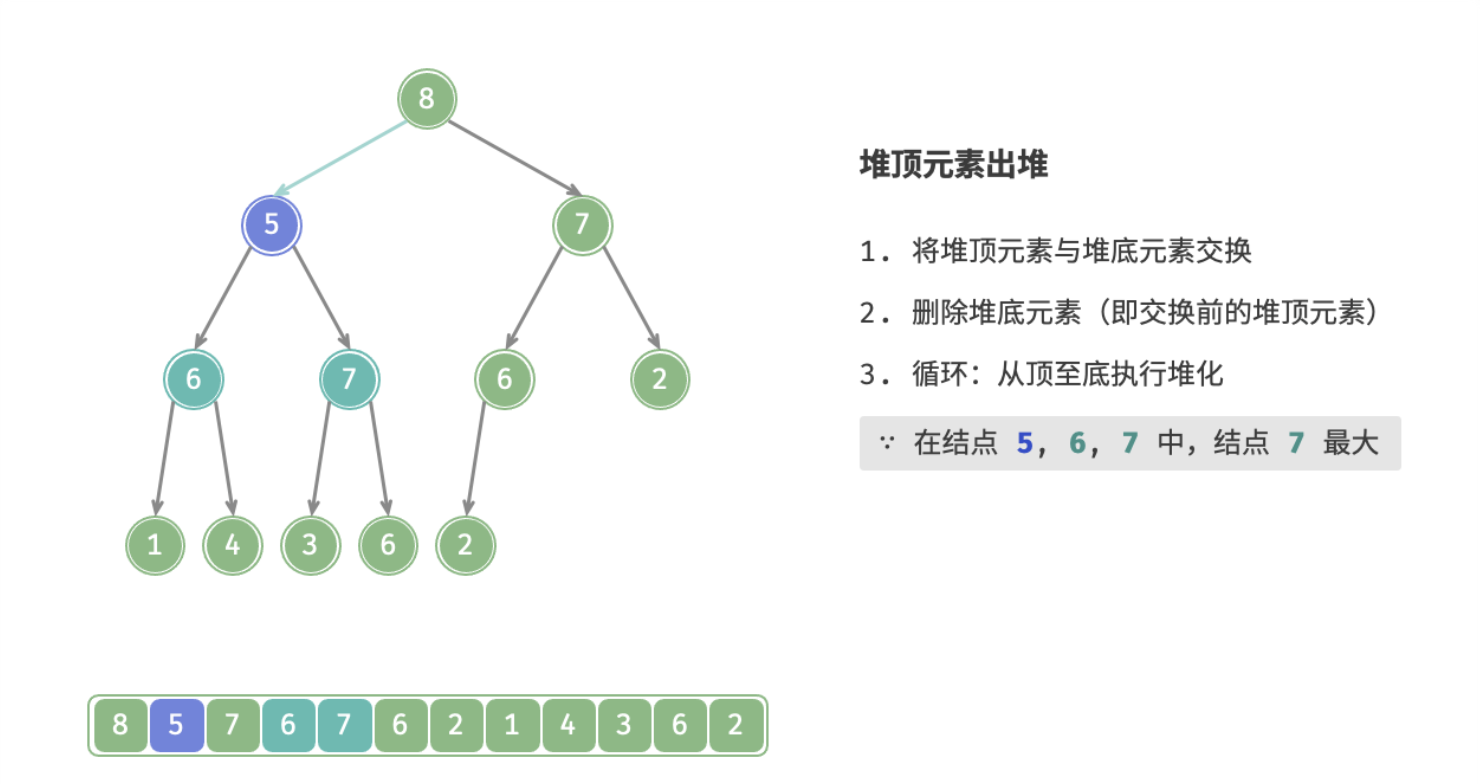 8
堆顶元素出堆
5 7
1. 将堆顶元素与堆底元素交换
2. 删除堆底元素（即交换前的堆顶元素）
6 7 6 2
3. 循环：从顶至底执行堆化
∵ 在结点 5, 6, 7 中，结点 7 最大
1 4 3 6 2
8 5 7 6 7 6 2 1 4 3 6 2